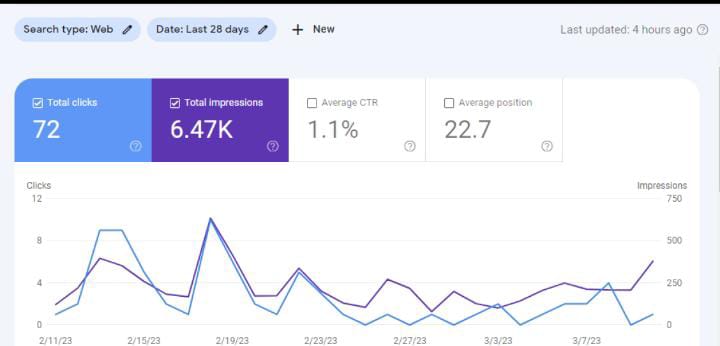 Search type: Web Date: Last 28 days + New Last updated: 4 hours ago
Total clicks Total impressions Average CTR Average position
72 6.47K 1.1% 22.7
Clicks Impressions
12 750
8 500
4 250
0 0
2/11/23 2/15/23 2/19/23 2/23/23 2/27/23 3/3/23 3/7/23